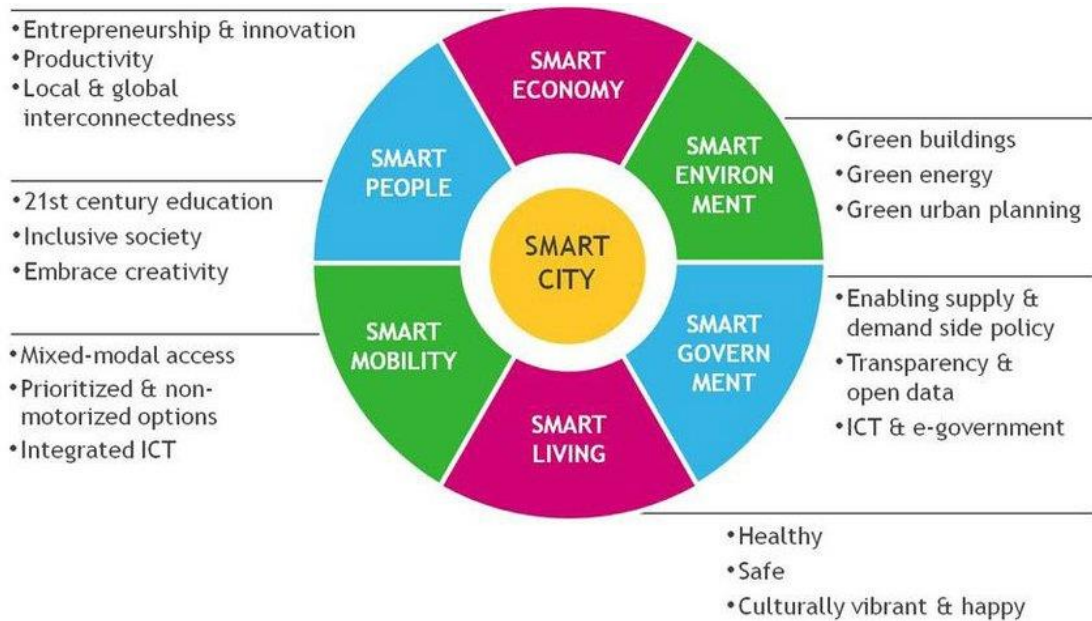 •Entrepreneurship & innovation
•Productivity
•Local & global
interconnectedness
SMART
ECONOMY
SMART
PEOPLE
SMART
ENVIRON
MENT
•Green buildings
•Green energy
•Green urban planning
•21st century education
•Inclusive society
•Embrace creativity
SMART
CITY
SMART
MOBILITY
SMART
GOVERN
MENT
•Enabling supply &
demand side policy
•Transparency &
open data
•ICT & e-government
•Mixed-modal access
•Prioritized & non-
motorized options
•Integrated ICT
SMART
LIVING
•Healthy
•Safe
•Culturally vibrant & happy